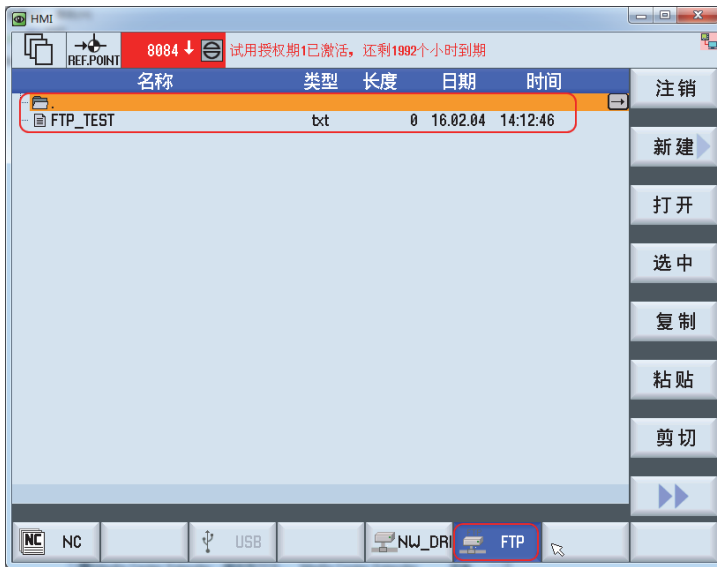 HMI
REF.POINT 8084 试用授权期1已激活，还剩1992个小时到期
名称 类型 长度 日期 时间
.
FTP_TEST txt 0 16.02.04 14:12:46
注销
新建
打开
选中
复制
粘贴
剪切
NC NC USB NW_DRI FTP